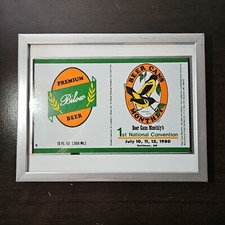 PREMIUM
Bilow
BEER
12 FL. OZ. (355 ML)
BEER CANS
MONTHLY
Beer Cans Monthly's
1st National Convention
July 10, 11, 12, 1980